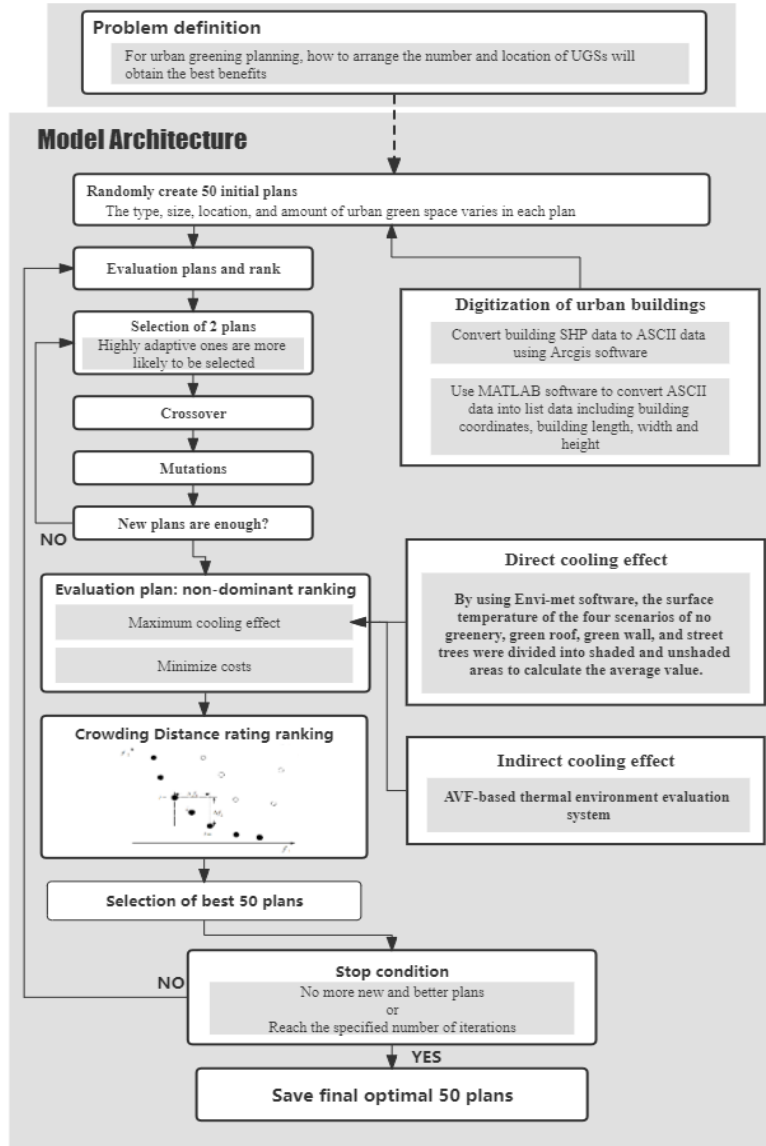 Problem definition
For urban greening planning, how to arrange the number and location of UGSs will
obtain the best benefits
Model Architecture
Randomly create 50 initial plans
The type, size, location, and amount of urban green space varies in each plan
Evaluation plans and rank
Selection of 2 plans
Highly adaptive ones are more
likely to be selected
Crossover
Mutations
New plans are enough?
NO
Digitization of urban buildings
Convert building SHP data to ASCII data
using Arcgis software
Use MATLAB software to convert ASCII
data into list data including building
coordinates, building length, width and
height
Evaluation plan: non-dominant ranking
Maximum cooling effect
Minimize costs
Direct cooling effect
By using Envi-met software, the surface
temperature of the four scenarios of no
greenery, green roof, green wall, and street
trees were divided into shaded and unshaded
areas to calculate the average value.
Crowding Distance rating ranking
Indirect cooling effect
AVF-based thermal environment evaluation
system
Selection of best 50 plans
NO
Stop condition
No more new and better plans
or
Reach the specified number of iterations
YES
Save final optimal 50 plans